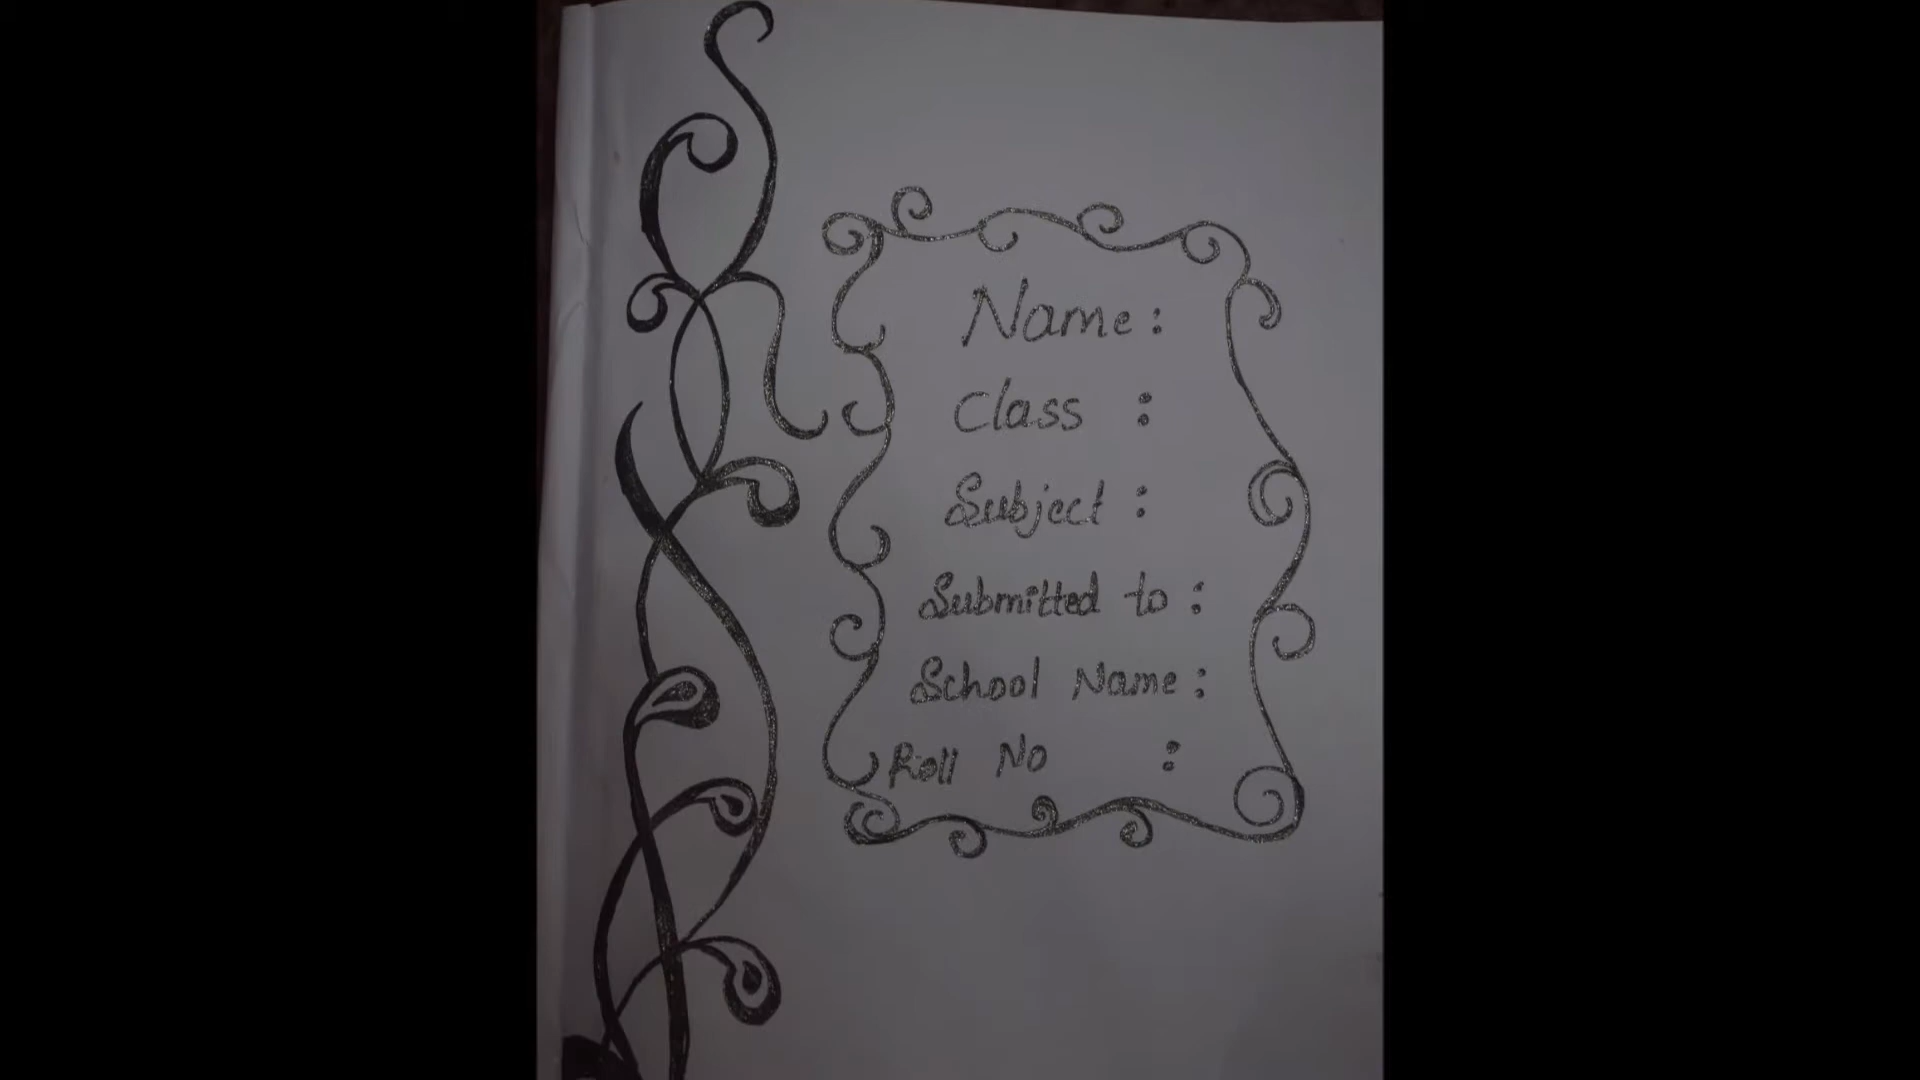 Name :
Class :
Subject :
Submitted to :
School Name :
Roll No :